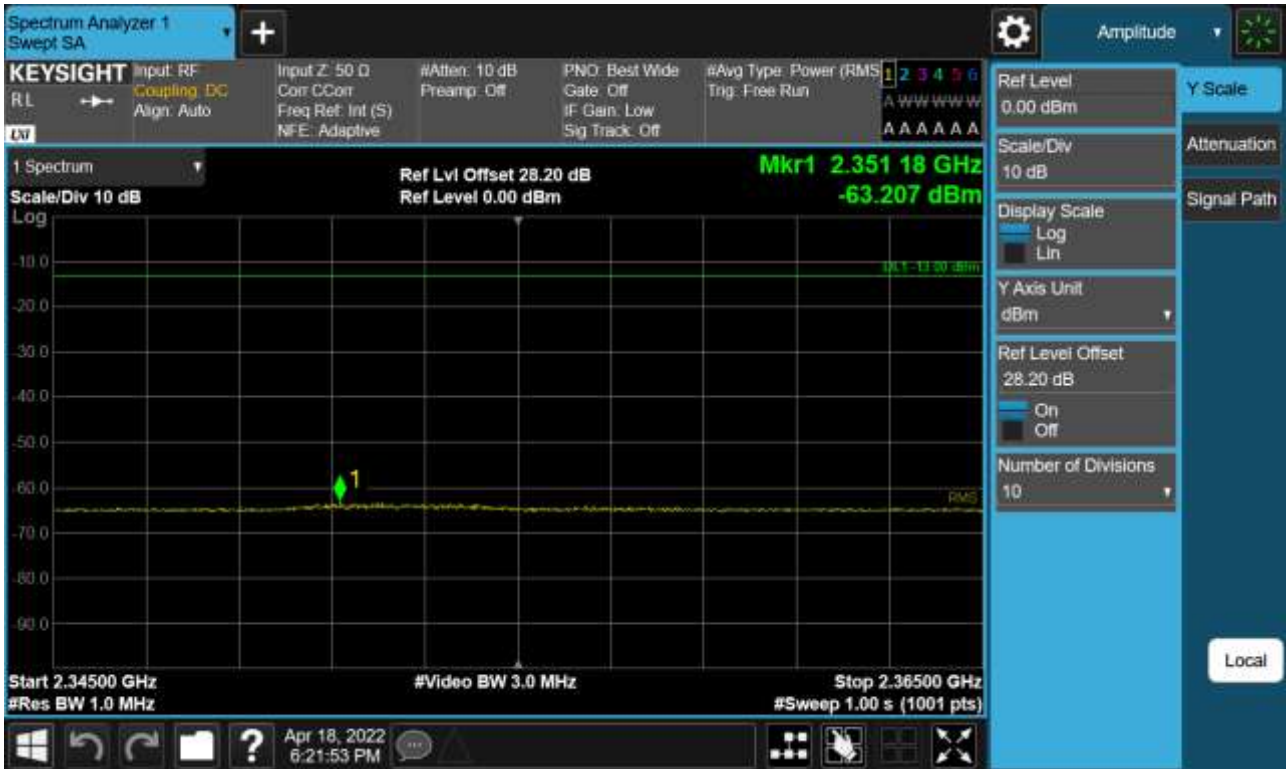 Spectrum Analyzer 1
Swept SA
+
Amplitude
KEYSIGHT
RL
LXI
Input: RF
Coupling: DC
Align: Auto
Input Z: 50 Ω
Corr CCorr
Freq Ref: Int (S)
NFE: Adaptive
#Atten: 10 dB
Preamp: Off
PNO: Best Wide
Gate: Off
IF Gain: Low
Sig Track: Off
#Avg Type: Power (RMS
Trig: Free Run
1 2 3 4 5 6
A W W W W W
A A A A A A
1 Spectrum
Scale/Div 10 dB
Ref Lvl Offset 28.20 dB
Ref Level 0.00 dBm
Mkr1 2.351 18 GHz
-63.207 dBm
Log
-10.0
DL1 -13.00 dBm
-20.0
-30.0
-40.0
-50.0
1
-60.0
RMS
-70.0
-80.0
-90.0
Start 2.34500 GHz
#Video BW 3.0 MHz
Stop 2.36500 GHz
#Res BW 1.0 MHz
#Sweep 1.00 s (1001 pts)
Ref Level
0.00 dBm
Scale/Div
10 dB
Display Scale
Log
Lin
Y Axis Unit
dBm
Ref Level Offset
28.20 dB
On
Off
Number of Divisions
10
Y Scale
Attenuation
Signal Path
Local
?
Apr 18, 2022
6:21:53 PM